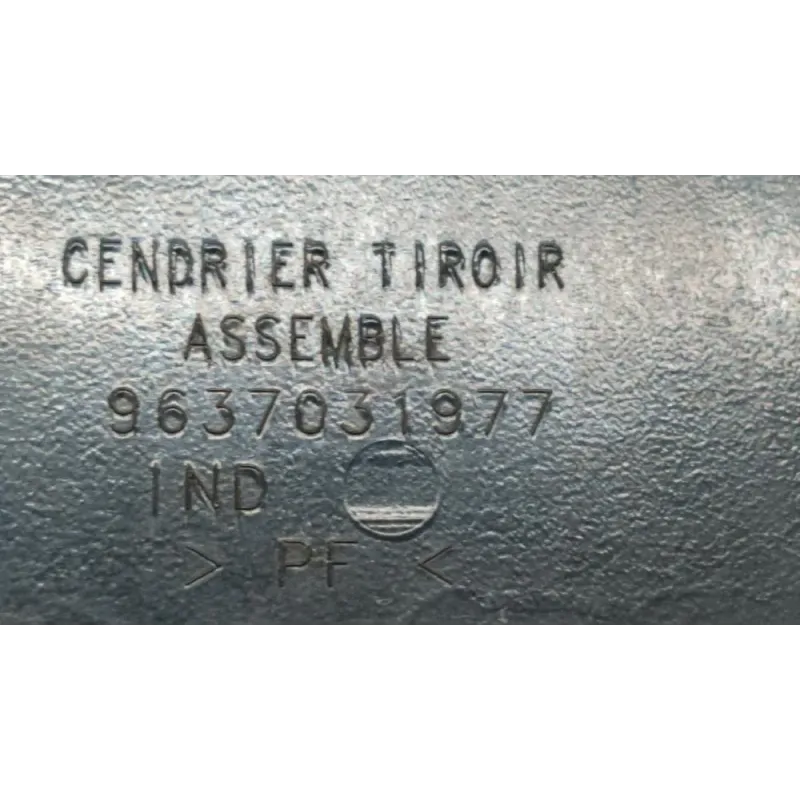 CENDRIER TIROIR
ASSEMBLE
9637031977
IND
> PF <